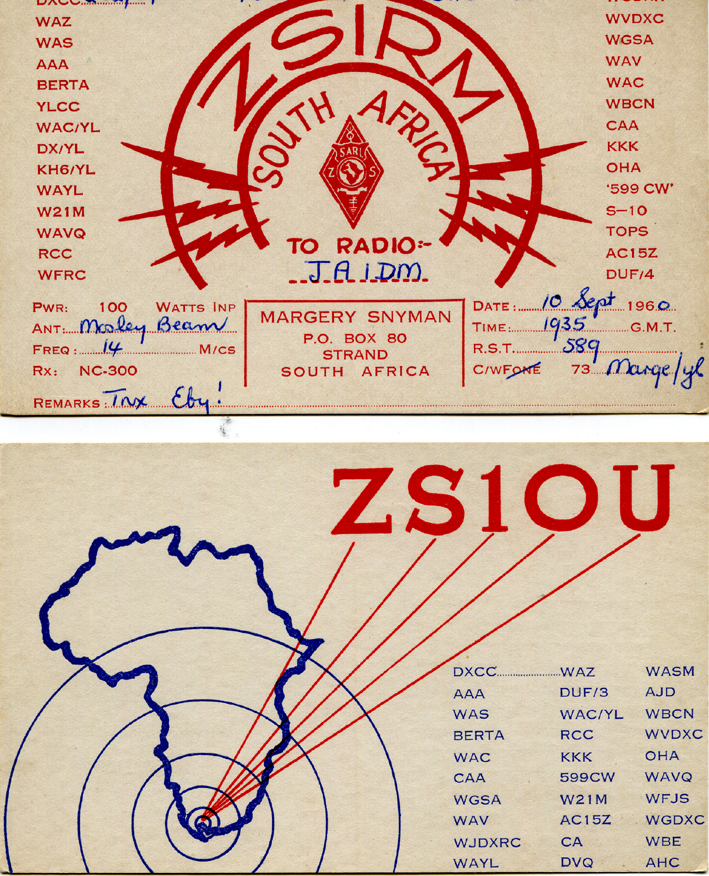 DXCC
WAZ
WAS
AAA
BERTA
YLCC
WAC/YL
DX/YL
KH6/YL
WAYL
W21M
WAVQ
RCC
WFRC
ZS1RM
SOUTH AFRICA
SARL
Z S
TO RADIO:-
JA1DM
WVDXC
WGSA
WAV
WAC
WBCN
CAA
KKK
OHA
'599 CW'
S-10
TOPS
AC15Z
DUF/4
PWR: 100 WATTS INP
ANT: Mosley Beam
FREQ: 14 M/CS
RX: NC-300
REMARKS: Tnx Eby!
MARGERY SNYMAN
P.O. BOX 80
STRAND
SOUTH AFRICA
DATE: 10 Sept 1960
TIME: 1935 G.M.T.
R.S.T. 589
C/WFONE 73 Marge/yl
ZS1OU
DXCC WAZ WASM
AAA DUF/3 AJD
WAS WAC/YL WBCN
BERTA RCC WVDXC
WAC KKK OHA
CAA 599CW WAVQ
WGSA W21M WFJS
WAV AC15Z WGDXC
WJDXRC CA WBE
WAYL DVQ AHC